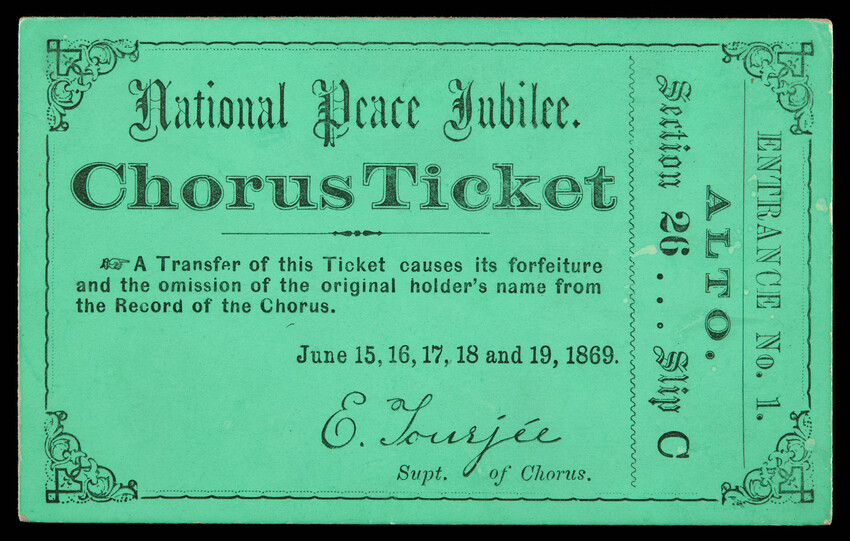 National Peace Jubilee.
Chorus Ticket
☞ A Transfer of this Ticket causes its forfeiture
and the omission of the original holder's name from
the Record of the Chorus.
June 15, 16, 17, 18 and 19, 1869.
E. Tourjée
Supt. of Chorus.
ENTRANCE No. 1.
ALTO.
Section 26 . . . Slip C